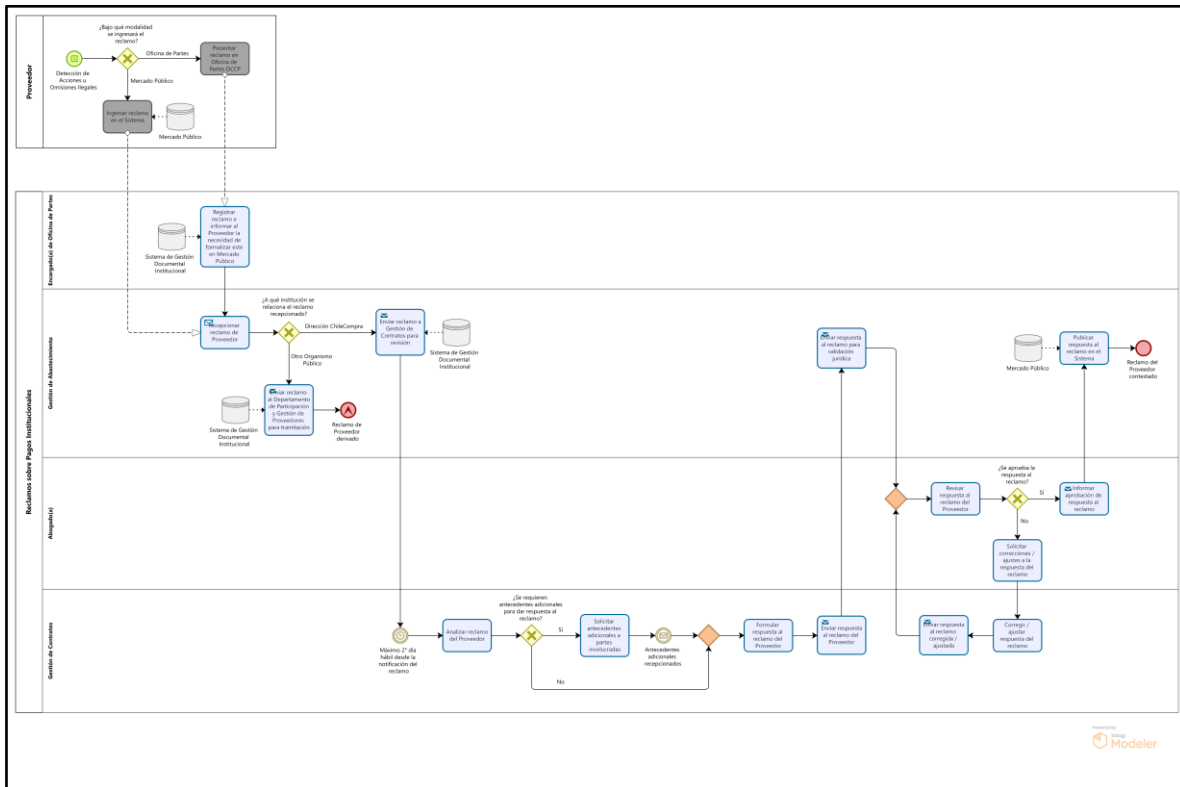 Proveedor
¿Bajo qué modalidad
se ingresará el
reclamo?
Detección de
Acciones u
Omisiones Ilegales
Oficina de Partes
Mercado Público
Presentar
reclamo en
Oficina de
Partes DCCP
Ingresar reclamo
en el Sistema
Mercado Público
Reclamos sobre Pagos Institucionales
Encargado(a) de Oficina de Partes
Registrar
reclamo e
informar al
Proveedor la
necesidad de
formalizar este
en Mercado
Público
Sistema de Gestión
Documental
Institucional
Gestión de Abastecimiento
Recepcionar
reclamo de
Proveedor
¿A qué institución se
relaciona el reclamo
recepcionado?
Dirección ChileCompra
Otro Organismo
Público
Enviar reclamo a
Gestión de
Contratos para
revisión
Sistema de Gestión
Documental
Institucional
Enviar reclamo
al Departamento
de Participación
y Gestión de
Proveedores
para tramitación
Sistema de Gestión
Documental
Institucional
Reclamo de
Proveedor
derivado
Enviar respuesta
al reclamo para
validación
jurídica
Mercado Público
Publicar
respuesta al
reclamo en el
Sistema
Reclamo del
Proveedor
contestado
Abogado(a)
Revisar
respuesta al
reclamo del
Proveedor
¿Se aprueba la
respuesta al
reclamo?
Si
No
Informar
aprobación de
respuesta al
reclamo
Solicitar
correcciones /
ajustes a la
respuesta del
reclamo
Gestión de Contratos
Máximo 2° día
hábil desde la
notificación del
reclamo
Analizar reclamo
del Proveedor
¿Se requieren
antecedentes adicionales
para dar respuesta al
reclamo?
Si
No
Solicitar
antecedentes
adicionales a
partes
involucradas
Antecedentes
adicionales
recepcionados
Formular
respuesta al
reclamo del
Proveedor
Enviar respuesta
al reclamo del
Proveedor
Enviar respuesta
al reclamo
corregida /
ajustada
Corregir /
ajustar
respuesta del
reclamo
Powered by
bizagi
Modeler